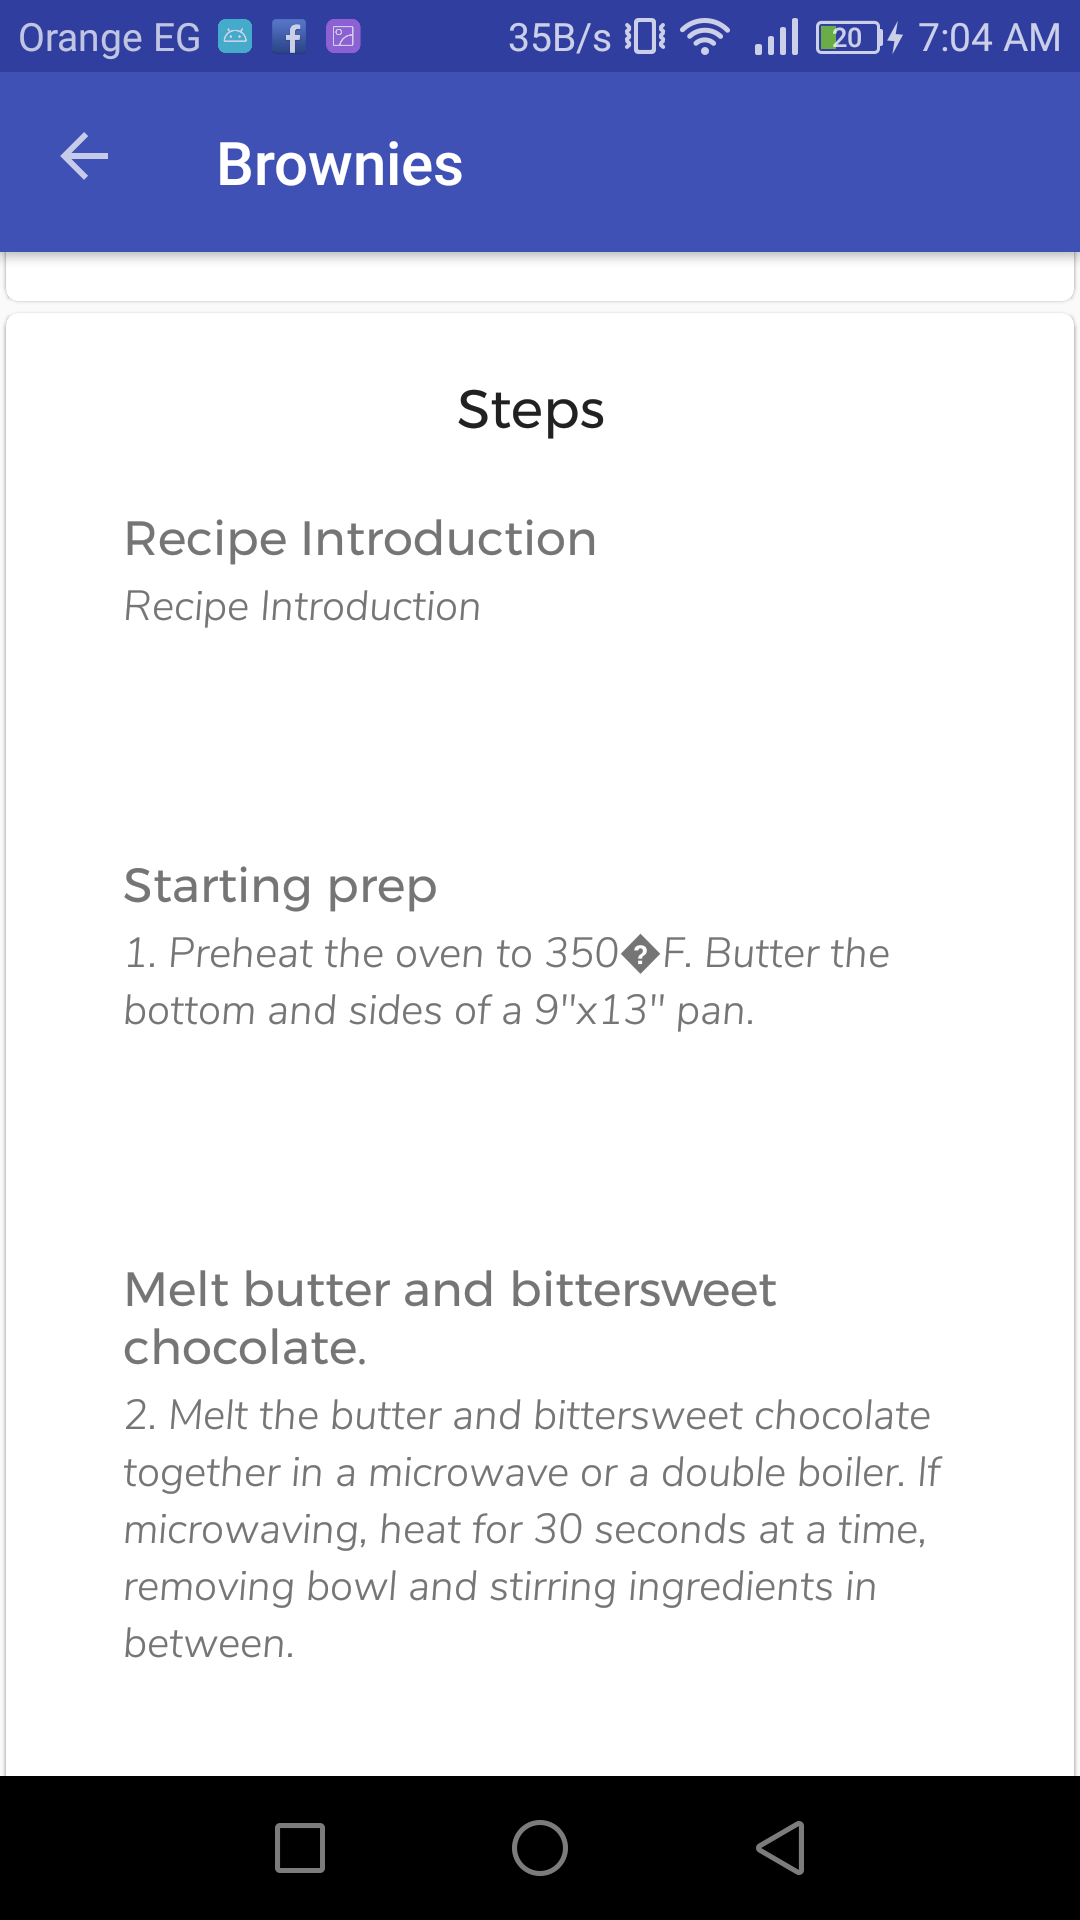 Orange EG 35B/s 20 7:04 AM
Brownies
Steps
Recipe Introduction
Recipe Introduction
Starting prep
1. Preheat the oven to 350�F. Butter the
bottom and sides of a 9"x13" pan.
Melt butter and bittersweet
chocolate.
2. Melt the butter and bittersweet chocolate
together in a microwave or a double boiler. If
microwaving, heat for 30 seconds at a time,
removing bowl and stirring ingredients in
between.